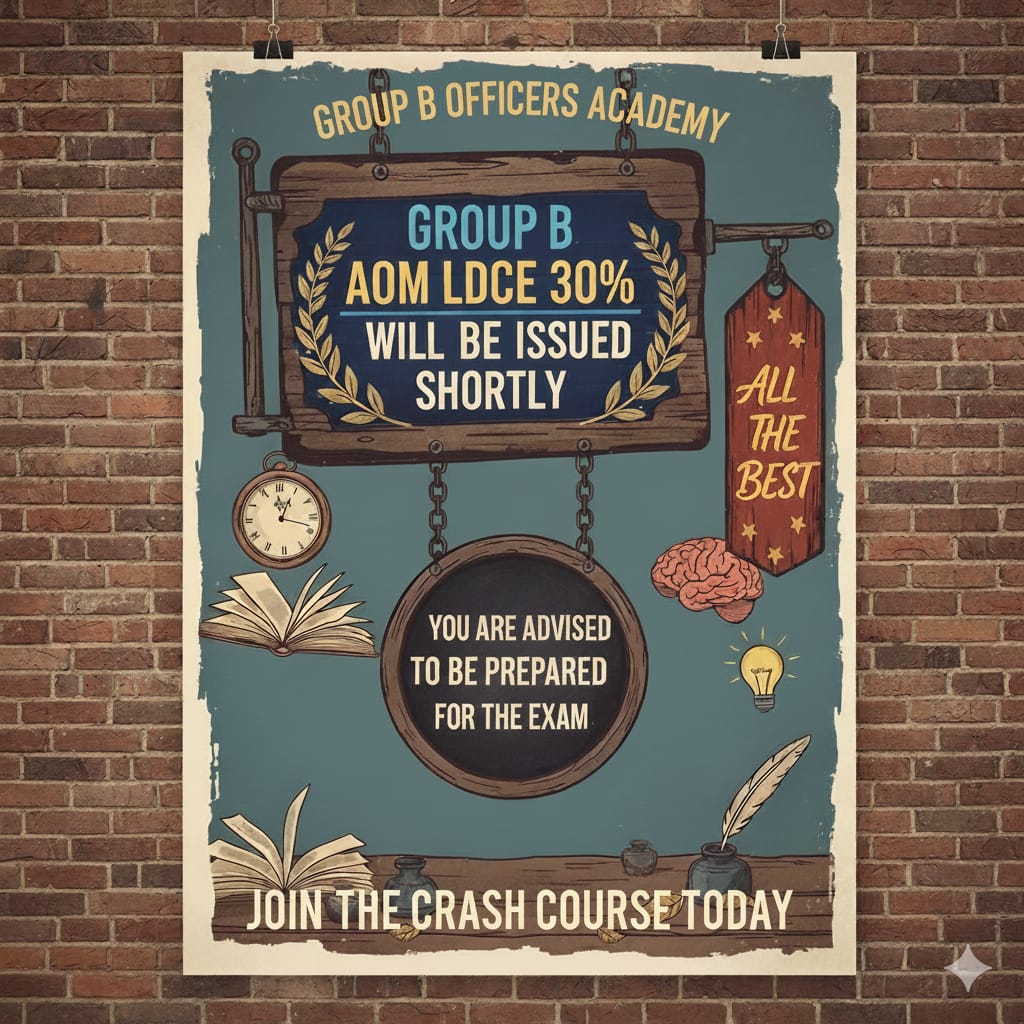 GROUP B OFFICERS ACADEMY
GROUP B
AOM LDCE 30%
WILL BE ISSUED
SHORTLY
ALL
THE
BEST
YOU ARE ADVISED
TO BE PREPARED
FOR THE EXAM
JOIN THE CRASH COURSE TODAY